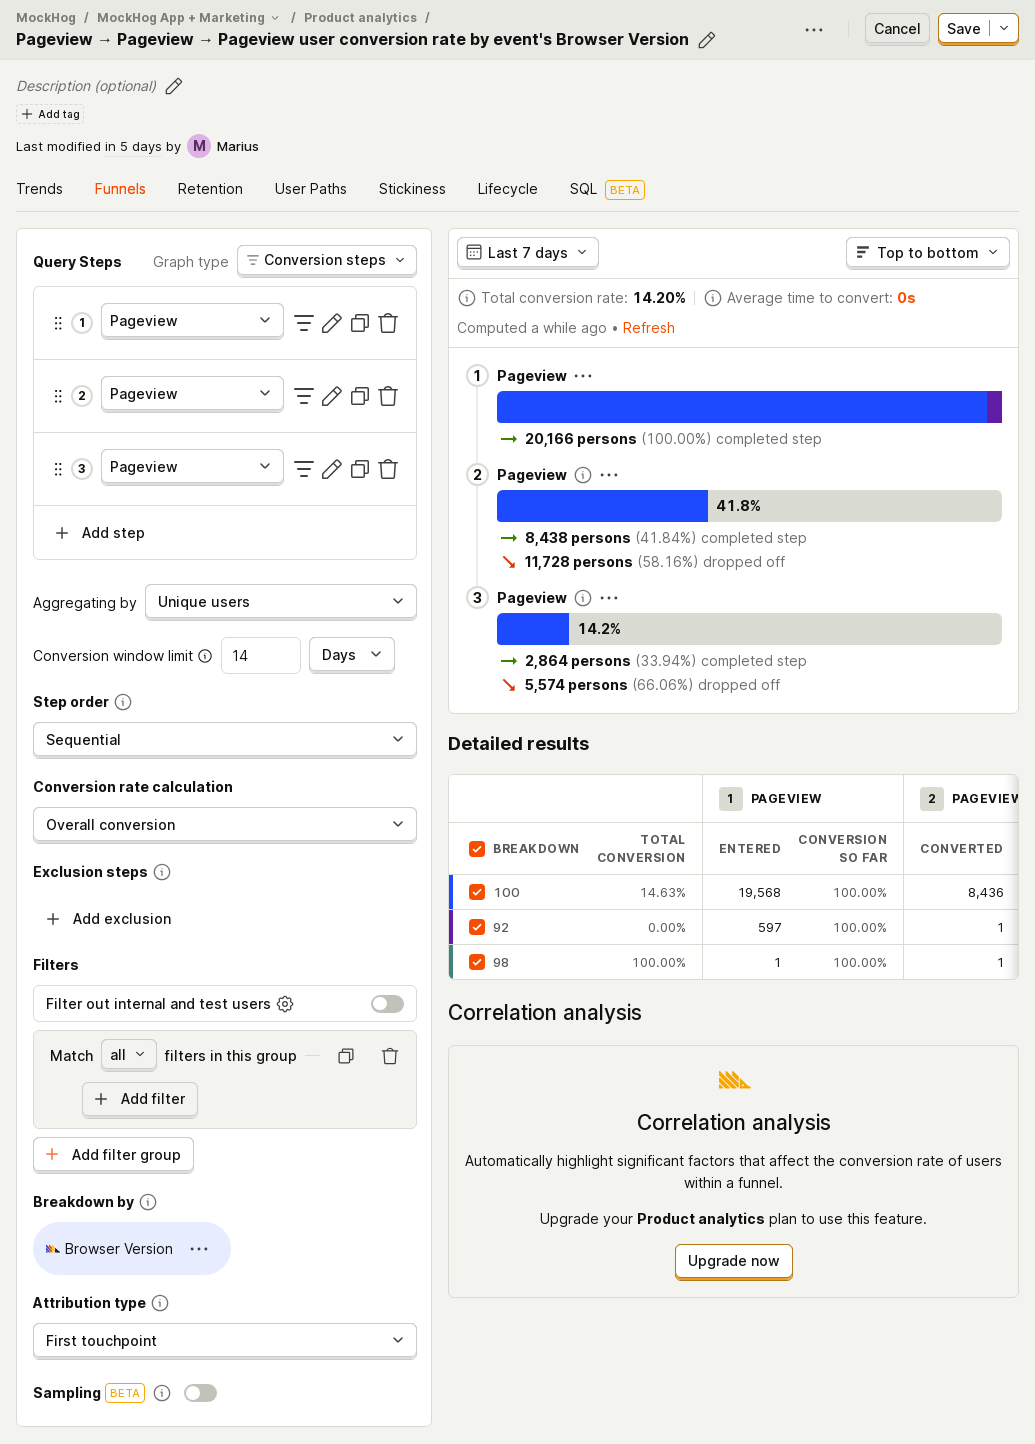 MockHog / MockHog App + Marketing / Product analytics /
Pageview → Pageview → Pageview user conversion rate by event's Browser Version
Cancel
Save
Description (optional)
Add tag
Last modified in 5 days by M Marius
Trends Funnels Retention User Paths Stickiness Lifecycle SQL BETA
Query Steps Graph type Conversion steps
1 Pageview
2 Pageview
3 Pageview
Add step
Aggregating by Unique users
Conversion window limit 14 Days
Step order
Sequential
Conversion rate calculation
Overall conversion
Exclusion steps
Add exclusion
Filters
Filter out internal and test users
Match all filters in this group
Add filter
Add filter group
Breakdown by
Browser Version
Attribution type
First touchpoint
Sampling BETA
Last 7 days Top to bottom
Total conversion rate: 14.20% Average time to convert: 0s
Computed a while ago • Refresh
1 Pageview
20,166 persons (100.00%) completed step
2 Pageview
41.8%
8,438 persons (41.84%) completed step
11,728 persons (58.16%) dropped off
3 Pageview
14.2%
2,864 persons (33.94%) completed step
5,574 persons (66.06%) dropped off
Detailed results
1 PAGEVIEW 2 PAGEVIEW
BREAKDOWN TOTAL CONVERSION ENTERED CONVERSION SO FAR CONVERTED
100 14.63% 19,568 100.00% 8,436
92 0.00% 597 100.00% 1
98 100.00% 1 100.00% 1
Correlation analysis
Correlation analysis
Automatically highlight significant factors that affect the conversion rate of users
within a funnel.
Upgrade your Product analytics plan to use this feature.
Upgrade now